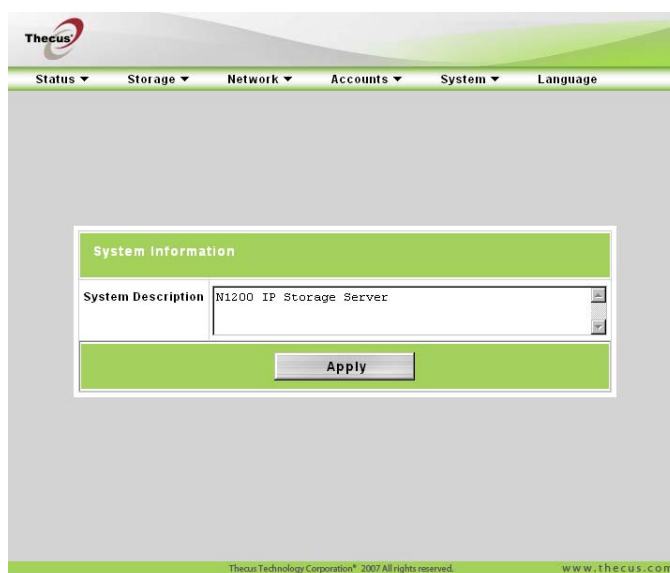 Thecus
Status Storage Network Accounts System Language
System Information
System Description N1200 IP Storage Server
Apply
Thecus Technology Corporation® 2007 All rights reserved. www.thecus.com